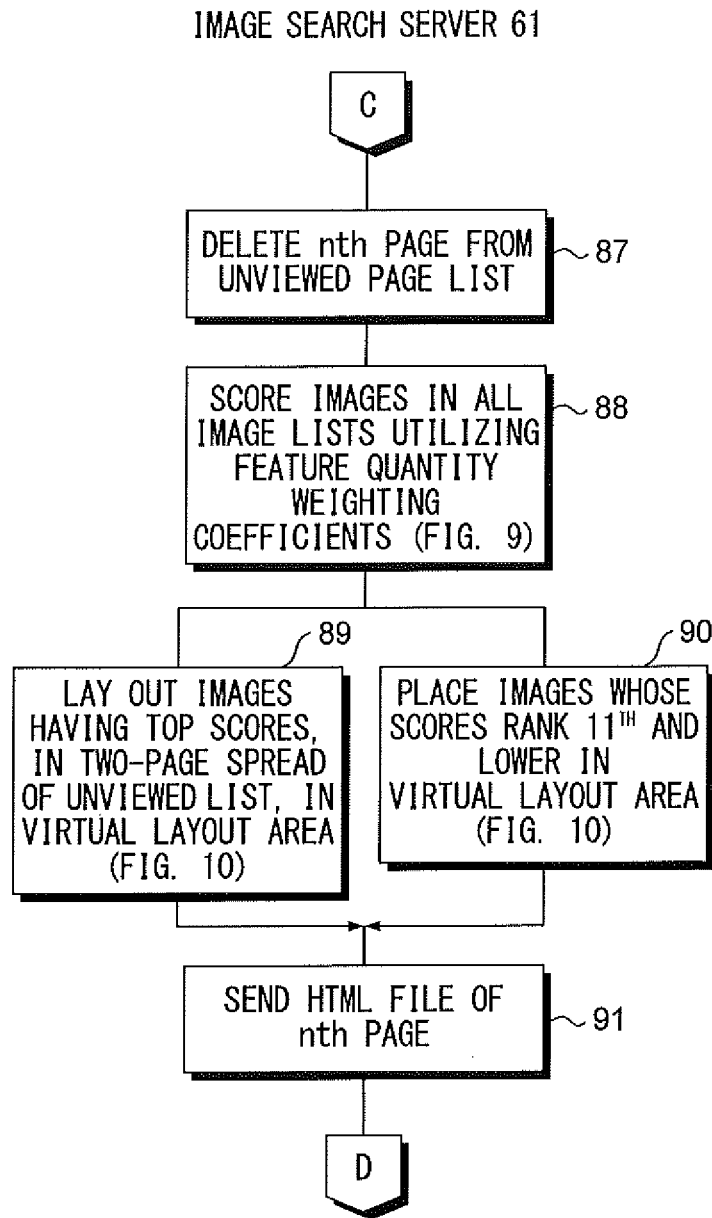 IMAGE SEARCH SERVER 61
C
DELETE nth PAGE FROM
UNVIEWED PAGE LIST
87
SCORE IMAGES IN ALL
IMAGE LISTS UTILIZING
FEATURE QUANTITY
WEIGHTING
COEFFICIENTS (FIG. 9)
88
89
LAY OUT IMAGES
HAVING TOP SCORES,
IN TWO-PAGE SPREAD
OF UNVIEWED LIST, IN
VIRTUAL LAYOUT AREA
(FIG. 10)
90
PLACE IMAGES WHOSE
SCORES RANK 11TH AND
LOWER IN
VIRTUAL LAYOUT AREA
(FIG. 10)
SEND HTML FILE OF
nth PAGE
91
D